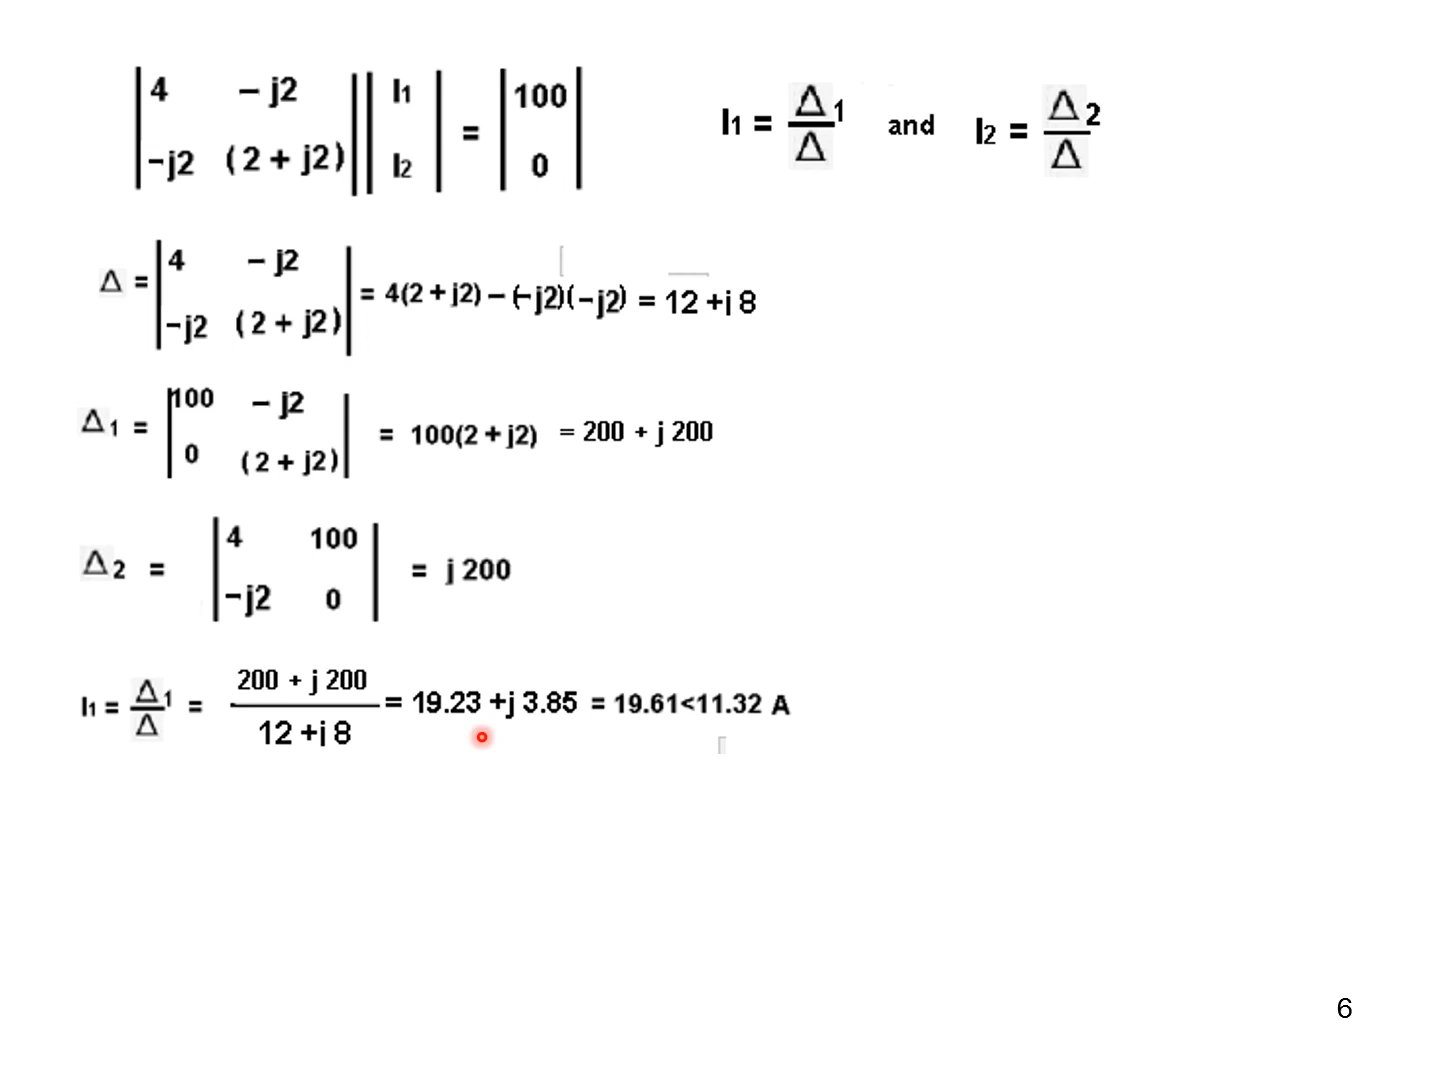 |4 − j2| |I1| = |100| I1 = Δ1/Δ and I2 = Δ2/Δ
|−j2 (2 + j2)| |I2| |0|
Δ = |4 − j2| = 4(2 + j2) − (−j2)(−j2) = 12 +j 8
|−j2 (2 + j2)|
Δ1 = |100 − j2| = 100(2 + j2) = 200 + j 200
|0 (2 + j2)|
Δ2 = |4 100| = j 200
|−j2 0|
I1 = Δ1/Δ = (200 + j 200)/(12 +j 8) = 19.23 +j 3.85 = 19.61<11.32 A
6